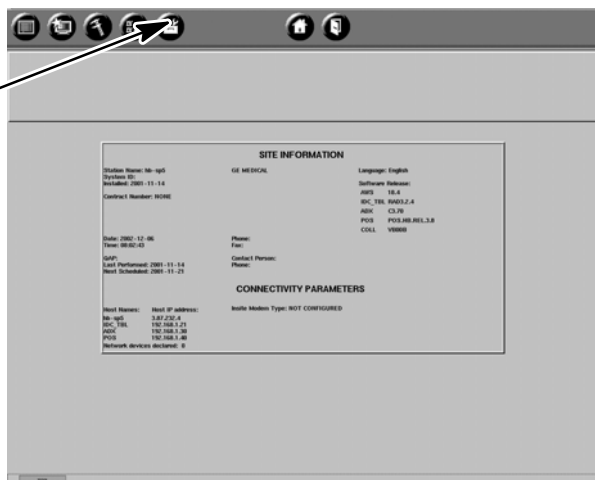 SITE INFORMATION
Station Name: hb-sp5 GE MEDICAL Language: English
System ID:
Installed: 2001-11-14 Software Release:
AWS 18.4
Contract Number: NONE
IDC_TBL RAD3.2.4
ADX C3.78
POS POS.HB.REL.3.8
COLL
Date: 2002-12-06 Phone:
Time: 00:02:43 Fax:
QAP: Contact Person:
Last Performed: 2001-11-14 Phone:
Next Scheduled: 2001-11-21
CONNECTIVITY PARAMETERS
Host Names: Host IP address: Insite Modem Type: NOT CONFIGURED
hb-sp5 3.87.232.4
IDC_TBL 192.168.1.21
ADX 192.168.1.30
POS 192.168.1.40
Network devices declared: 0